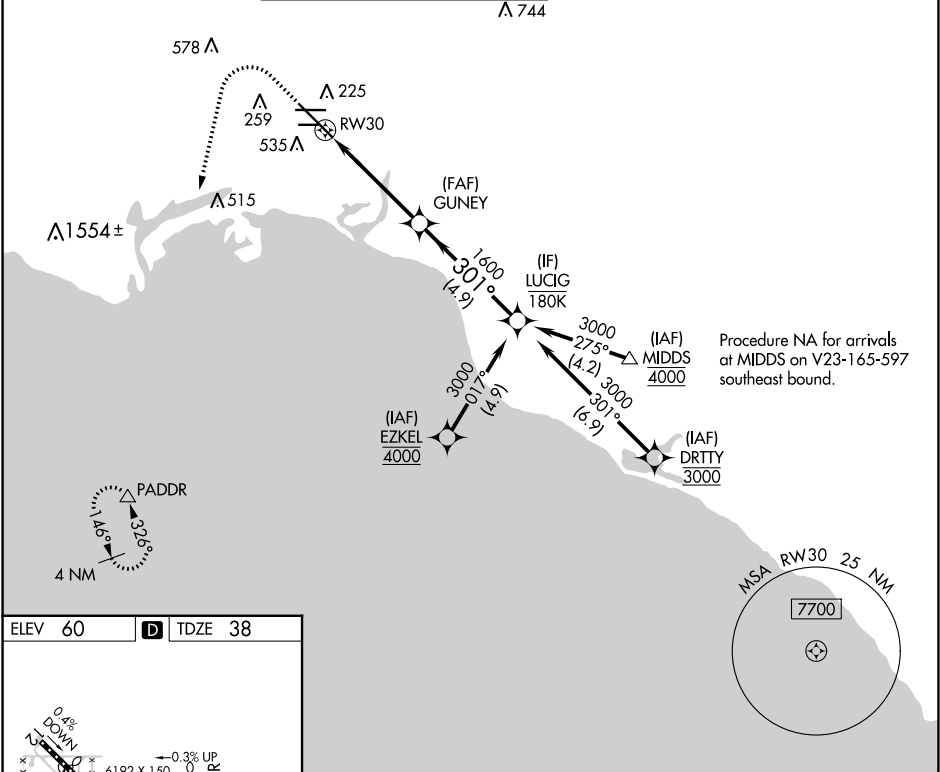 744
578
225
259
RW30
535
(FAF)
GUNEY
515
1554 ±
1600
301°
(4.9)
(IF)
LUCIG
180K
3000
275°
(4.2)
(IAF)
MIDDS
4000
Procedure NA for arrivals
at MIDDS on V23-165-597
southeast bound.
3000
017°
(4.9)
3000
301°
(6.9)
(IAF)
EZKEL
4000
(IAF)
DRTTY
3000
PADDR
146°
326°
4 NM
MSA RW30 25 NM
7700
ELEV 60 D TDZE 38
0.4%
DOWN
12
0.3% UP
6192 X 150